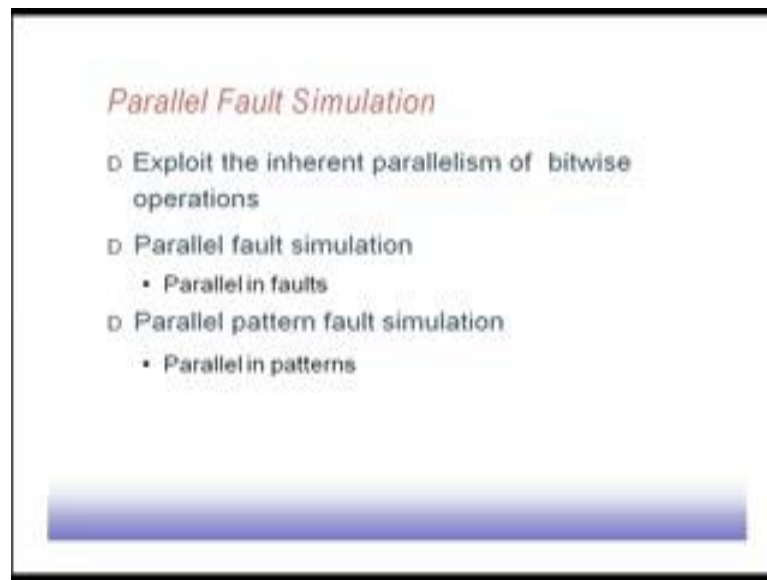 Parallel Fault Simulation
D Exploit the inherent parallelism of bitwise
operations
D Parallel fault simulation
• Parallel in faults
D Parallel pattern fault simulation
• Parallel in patterns